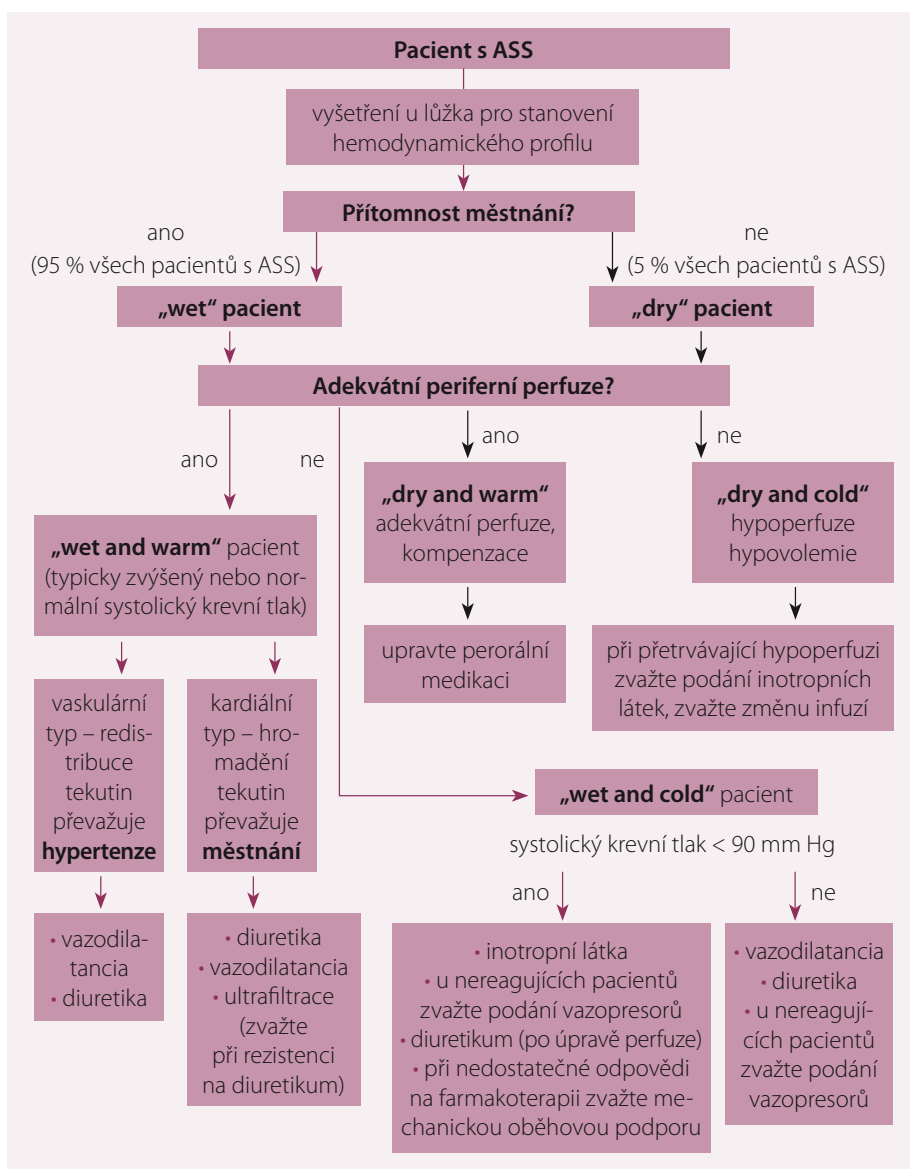 Pacient s ASS
vyšetření u lůžka pro stanovení
hemodynamického profilu
Přítomnost městnání?
ano
(95 % všech pacientů s ASS)
ne
(5 % všech pacientů s ASS)
„wet“ pacient
„dry“ pacient
Adekvátní periferní perfuze?
ano
ne
ano
ne
„wet and warm“ pacient
(typicky zvýšený nebo nor-
mální systolický krevní tlak)
„dry and warm“
adekvátní perfuze,
kompenzace
„dry and cold“
hypoperfuze
hypovolemie
upravte perorální
medikaci
při přetrvávající hypoperfuzi
zvažte podání inotropních
látek, zvažte změnu infuzí
vaskulární
typ – redis-
tribuce
tekutin
převažuje
hypertenze
kardiální
typ – hro-
madění
tekutin
převažuje
městnání
„wet and cold“ pacient
systolický krevní tlak < 90 mm Hg
ano
ne
• vazodila-
tancia
• diuretika
• diuretika
• vazodilatancia
• ultrafiltrace
(zvažte
při rezistenci
na diuretikum)
• inotropní látka
• u nereagujících pacientů
zvažte podání vazopresorů
• diuretikum (po úpravě perfuze)
• při nedostatečné odpovědi
na farmakoterapii zvažte me-
chanickou oběhovou podporu
• vazodilatancia
• diuretika
• u nereagují-
cích pacientů
zvažte podání
vazopresorů